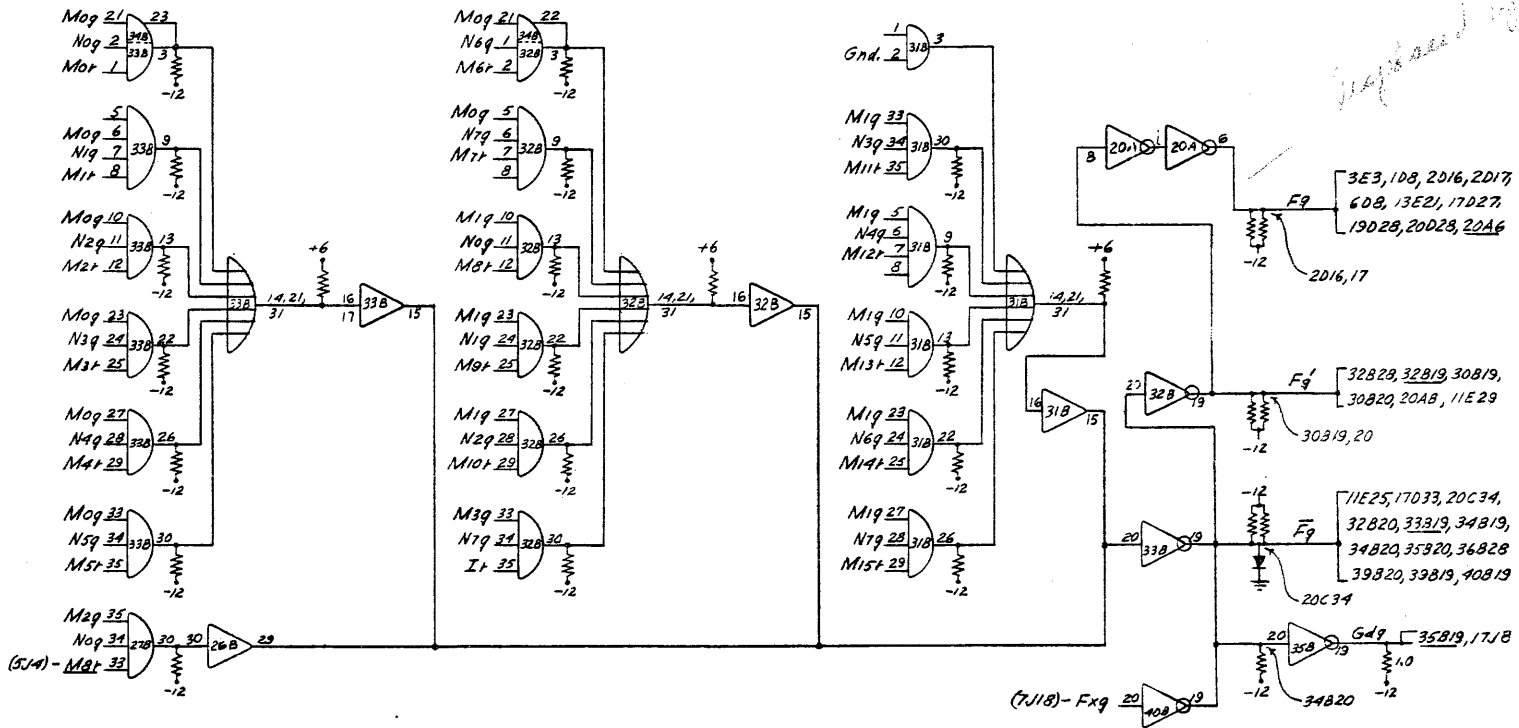 Mog 21
Nog 2
Mor 1
23
34B
33B
3
-12
5
Mog 6
N1g 7
M1r 8
33B
9
-12
Mog 10
N2g 11
M2r 12
33B
13
-12
Mog 23
N3g 24
M3r 25
33B
22
-12
Mog 27
N4g 28
M4r 29
33B
26
-12
Mog 33
N5g 34
M5r 35
33B
30
-12
M2g 35
Nog 34
(5J4)- M8r 33
27B
30
-12
30
26B
29
33B
14,21,
31
+6
16
17
33B
15
Mog 21
N6g 1
M6r 2
22
34B
32B
3
-12
Mog 5
N7g 6
M7r 7
8
32B
9
-12
M1g 10
Nog 11
M8r 12
32B
13
-12
M1g 23
N1g 24
M9r 25
32B
22
-12
M1g 27
N2g 28
M10r 29
32B
26
-12
M3g 33
N7g 34
Ir 35
32B
30
-12
32B
14,21,
31
+6
16
32B
15
1
Gnd. 2
31B
3
M1g 33
N3g 34
M11r 35
31B
30
-12
M1g 5
N4g 6
M12r 7
8
31B
9
-12
M1g 10
N5g 11
M13r 12
31B
13
-12
M1g 23
N6g 24
M14r 25
31B
22
-12
M1g 27
N7g 28
M15r 29
31B
26
-12
31B
14,21,
31
+6
16
31B
15
8
20A
1
20A
6
-12
Fg
2D16,17
3E3, 1D8, 2D16, 2D17,
6D8, 13E21, 17D27,
19D28, 20D28, 20A6
20
32B
19
-12
Fg'
30B19,20
32B28, 32B19, 30B19,
30B20, 20A8, 11E29
20
33B
19
-12
F̅g
20C34
11E25, 17D33, 20C34,
32B20, 33B19, 34B19,
34B20, 35B20, 36B28
39B20, 39B19, 40B19
20
35B
19
-12
34B20
Gdg
1.0
-12
35B19, 17J8
(7J18)- Fxg 20
40B
19